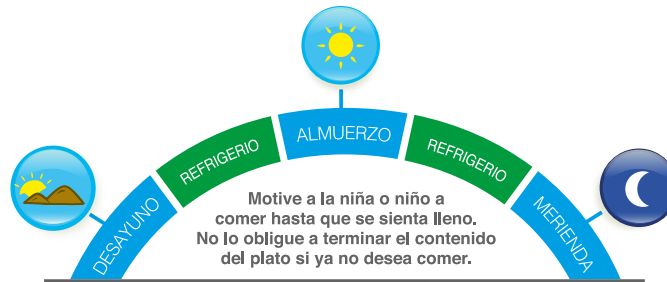 DESAYUNO
REFRIGERIO
ALMUERZO
REFRIGERIO
MERIENDA
Motive a la niña o niño a
comer hasta que se sienta lleno.
No lo obligue a terminar el contenido
del plato si ya no desea comer.